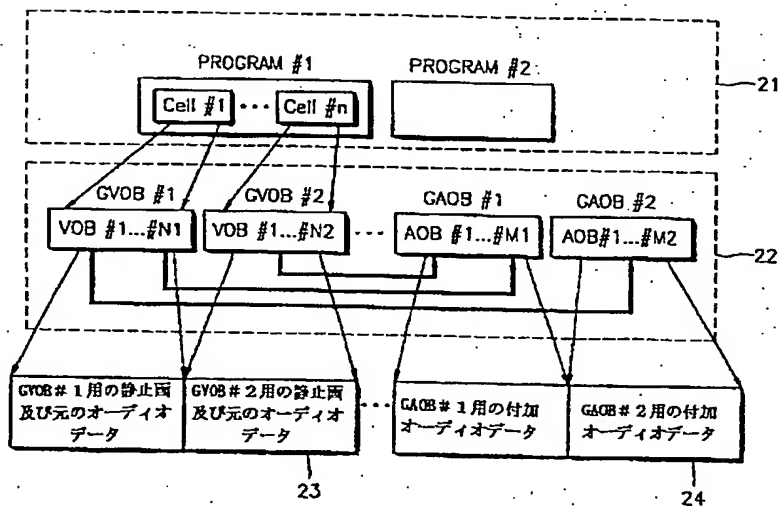 PROGRAM #1
PROGRAM #2
21
Cell #1 ... Cell #n
GVOB #1
GVOB #2
GAOB #1
GAOB #2
VOB #1...#N1
VOB #1...#N2
...
AOB #1...#M1
AOB#1...#M2
22
GVOB#1用の静止画
及び元のオーディオ
データ
GVOB#2用の静止画
及び元のオーディオ
データ
...
GAOB#1用の付加
オーディオデータ
GAOB#2用の付加
オーディオデータ
23
24